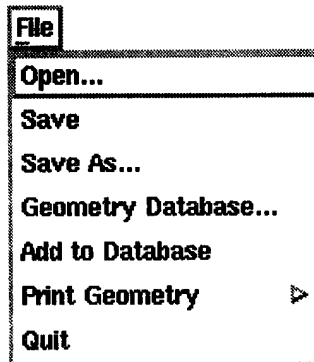 File
Open...
Save
Save As...
Geometry Database...
Add to Database
Print Geometry
Quit